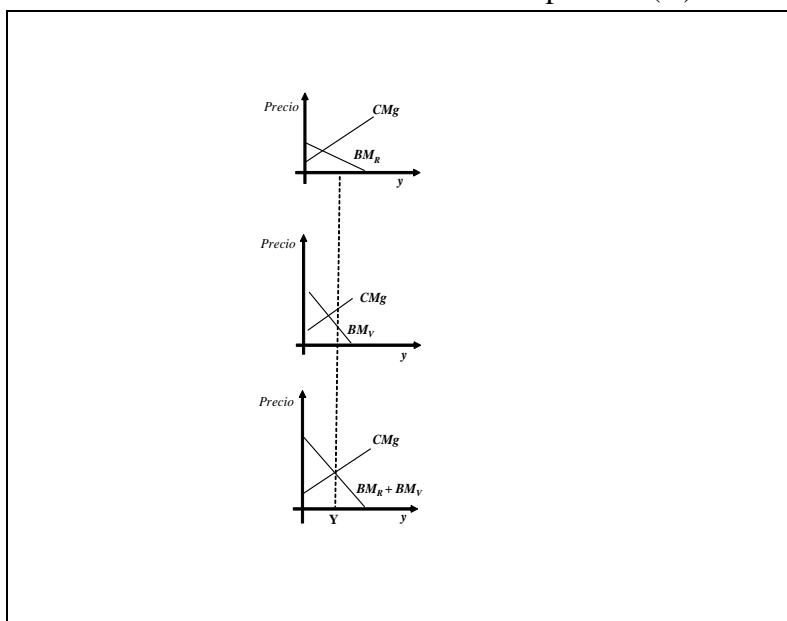 Precio
CMg
BM_R
y
Precio
CMg
BM_V
y
Precio
CMg
BM_R + BM_V
Y
y